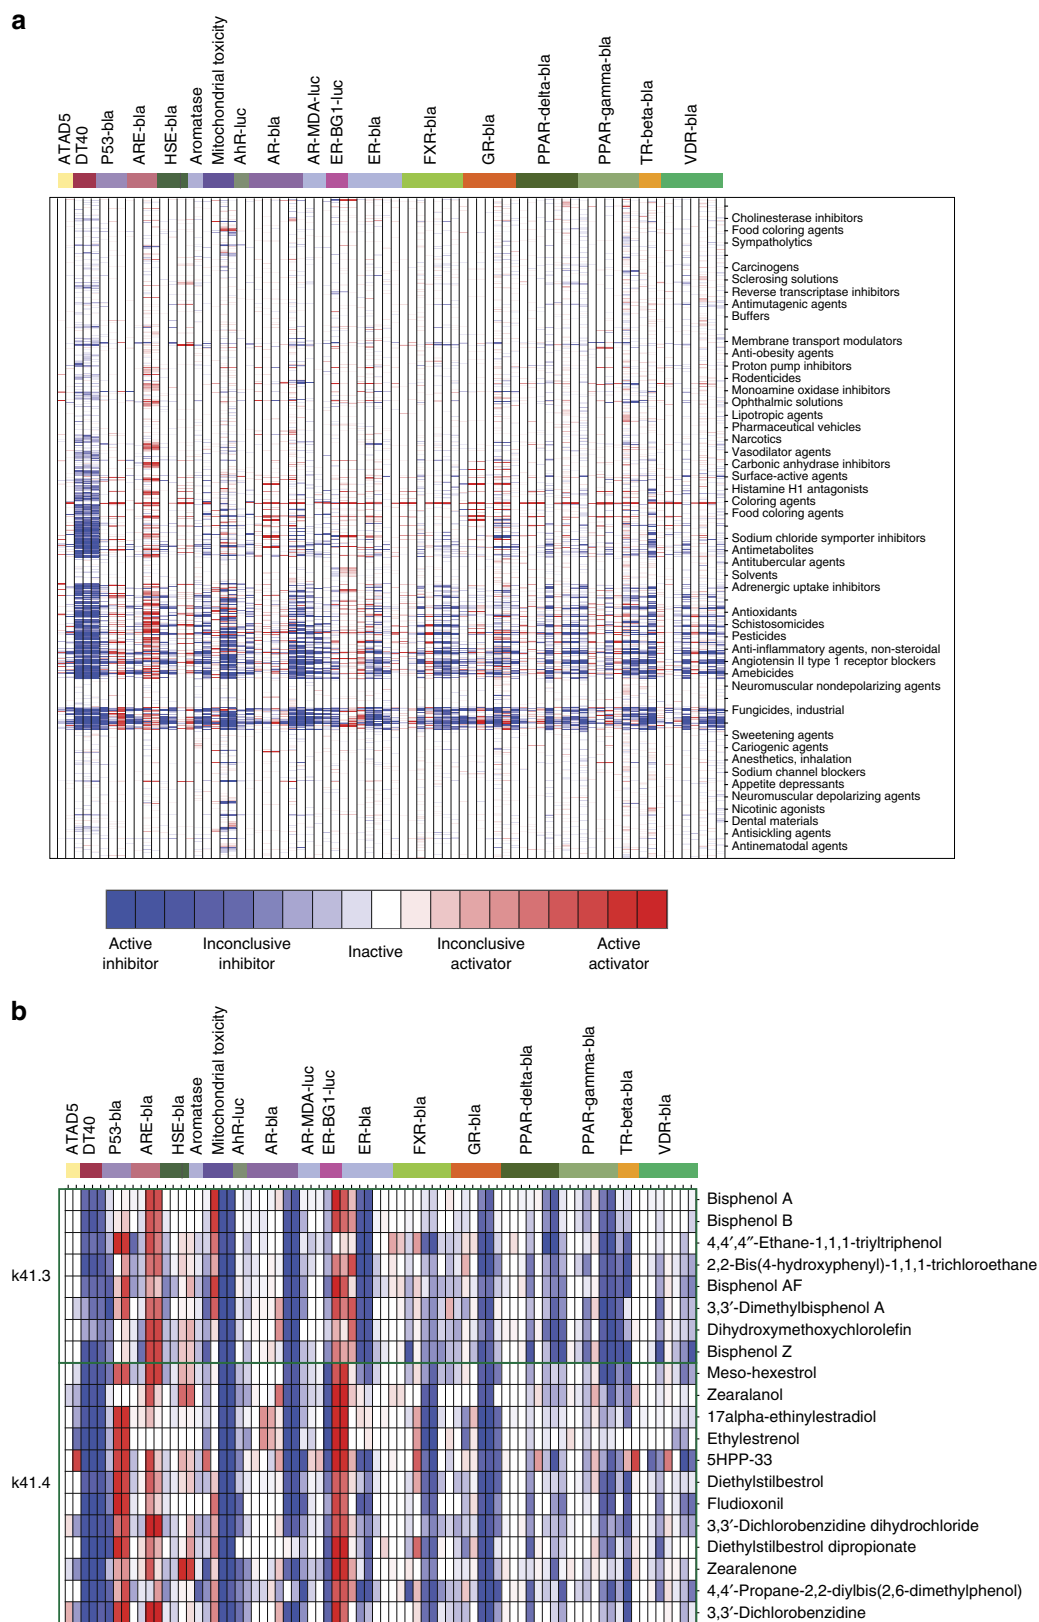 a
ATAD5
DT40
P53-bla
ARE-bla
HSE-bla
Aromatase
Mitochondrial toxicity
AhR-luc
AR-bla
AR-MDA-luc
ER-BG1-luc
ER-bla
FXR-bla
GR-bla
PPAR-delta-bla
PPAR-gamma-bla
TR-beta-bla
VDR-bla
Cholinesterase inhibitors
Food coloring agents
Sympatholytics
Carcinogens
Sclerosing solutions
Reverse transcriptase inhibitors
Antimutagenic agents
Buffers
Membrane transport modulators
Anti-obesity agents
Proton pump inhibitors
Rodenticides
Monoamine oxidase inhibitors
Ophthalmic solutions
Lipotropic agents
Pharmaceutical vehicles
Narcotics
Vasodilator agents
Carbonic anhydrase inhibitors
Surface-active agents
Histamine H1 antagonists
Coloring agents
Food coloring agents
Sodium chloride symporter inhibitors
Antimetabolites
Antitubercular agents
Solvents
Adrenergic uptake inhibitors
Antioxidants
Schistosomicides
Pesticides
Anti-inflammatory agents, non-steroidal
Angiotensin II type 1 receptor blockers
Amebicides
Neuromuscular nondepolarizing agents
Fungicides, industrial
Sweetening agents
Cariogenic agents
Anesthetics, inhalation
Sodium channel blockers
Appetite depressants
Neuromuscular depolarizing agents
Nicotinic agonists
Dental materials
Antisickling agents
Antinematodal agents
Active inhibitor
Inconclusive inhibitor
Inactive
Inconclusive activator
Active activator
b
ATAD5
DT40
P53-bla
ARE-bla
HSE-bla
Aromatase
Mitochondrial toxicity
AhR-luc
AR-bla
AR-MDA-luc
ER-BG1-luc
ER-bla
FXR-bla
GR-bla
PPAR-delta-bla
PPAR-gamma-bla
TR-beta-bla
VDR-bla
k41.3
Bisphenol A
Bisphenol B
4,4′,4″-Ethane-1,1,1-triyltriphenol
2,2-Bis(4-hydroxyphenyl)-1,1,1-trichloroethane
Bisphenol AF
3,3′-Dimethylbisphenol A
Dihydroxymethoxychlorolefin
Bisphenol Z
k41.4
Meso-hexestrol
Zearalanol
17alpha-ethinylestradiol
Ethylestrenol
5HPP-33
Diethylstilbestrol
Fludioxonil
3,3′-Dichlorobenzidine dihydrochloride
Diethylstilbestrol dipropionate
Zearalenone
4,4′-Propane-2,2-diylbis(2,6-dimethylphenol)
3,3′-Dichlorobenzidine